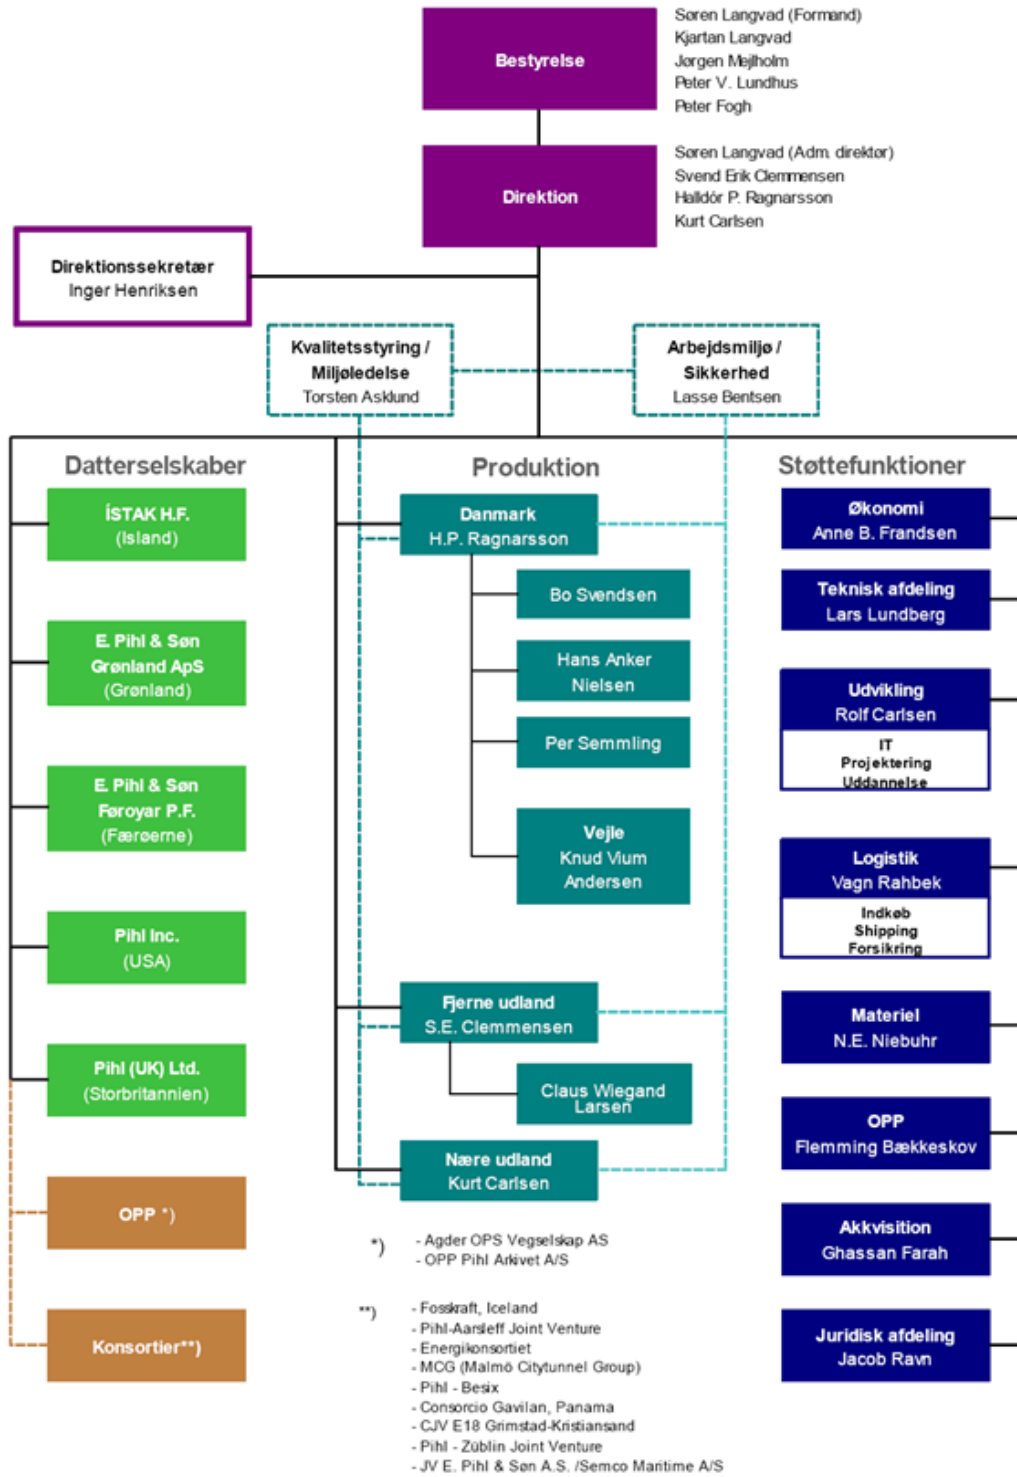 Bestyrelse
Søren Langvad (Formand)
Kjartan Langvad
Jørgen Mejlholm
Peter V. Lundhus
Peter Fogh
Direktion
Søren Langvad (Adm. direktør)
Svend Erik Clemmensen
Halldór P. Ragnarsson
Kurt Carlsen
Direktionssekretær
Inger Henriksen
Kvalitetsstyring /
Miljøledelse
Torsten Asklund
Arbejdsmiljø /
Sikkerhed
Lasse Bentsen
Datterselskaber
ÍSTAK H.F.
(Island)
E. Pihl & Søn
Grønland ApS
(Grønland)
E. Pihl & Søn
Føroyar P.F.
(Færøerne)
Pihl Inc.
(USA)
Pihl (UK) Ltd.
(Storbritannien)
OPP *)
Konsortier**)
Produktion
Danmark
H.P. Ragnarsson
Bo Svendsen
Hans Anker
Nielsen
Per Semmling
Vejle
Knud Vium
Andersen
Fjerne udland
S.E. Clemmensen
Claus Wiegand
Larsen
Nære udland
Kurt Carlsen
*)
- Agder OPS Vegselskap AS
- OPP Pihl Arkivet A/S
**)
- Fosskraft, Iceland
- Pihl-Aarsleff Joint Venture
- Energikonsortiet
- MCG (Malmö Citytunnel Group)
- Pihl - Besix
- Consorcio Gavilan, Panama
- CJV E18 Grimstad-Kristiansand
- Pihl - Züblin Joint Venture
- JV E. Pihl & Søn A.S. /Semco Maritime A/S
Støttefunktioner
Økonomi
Anne B. Frandsen
Teknisk afdeling
Lars Lundberg
Udvikling
Rolf Carlsen
IT
Projektering
Uddannelse
Logistik
Vagn Rahbek
Indkøb
Shipping
Forsikring
Materiel
N.E. Niebuhr
OPP
Flemming Bækkeskov
Akkvisition
Ghassan Farah
Juridisk afdeling
Jacob Ravn